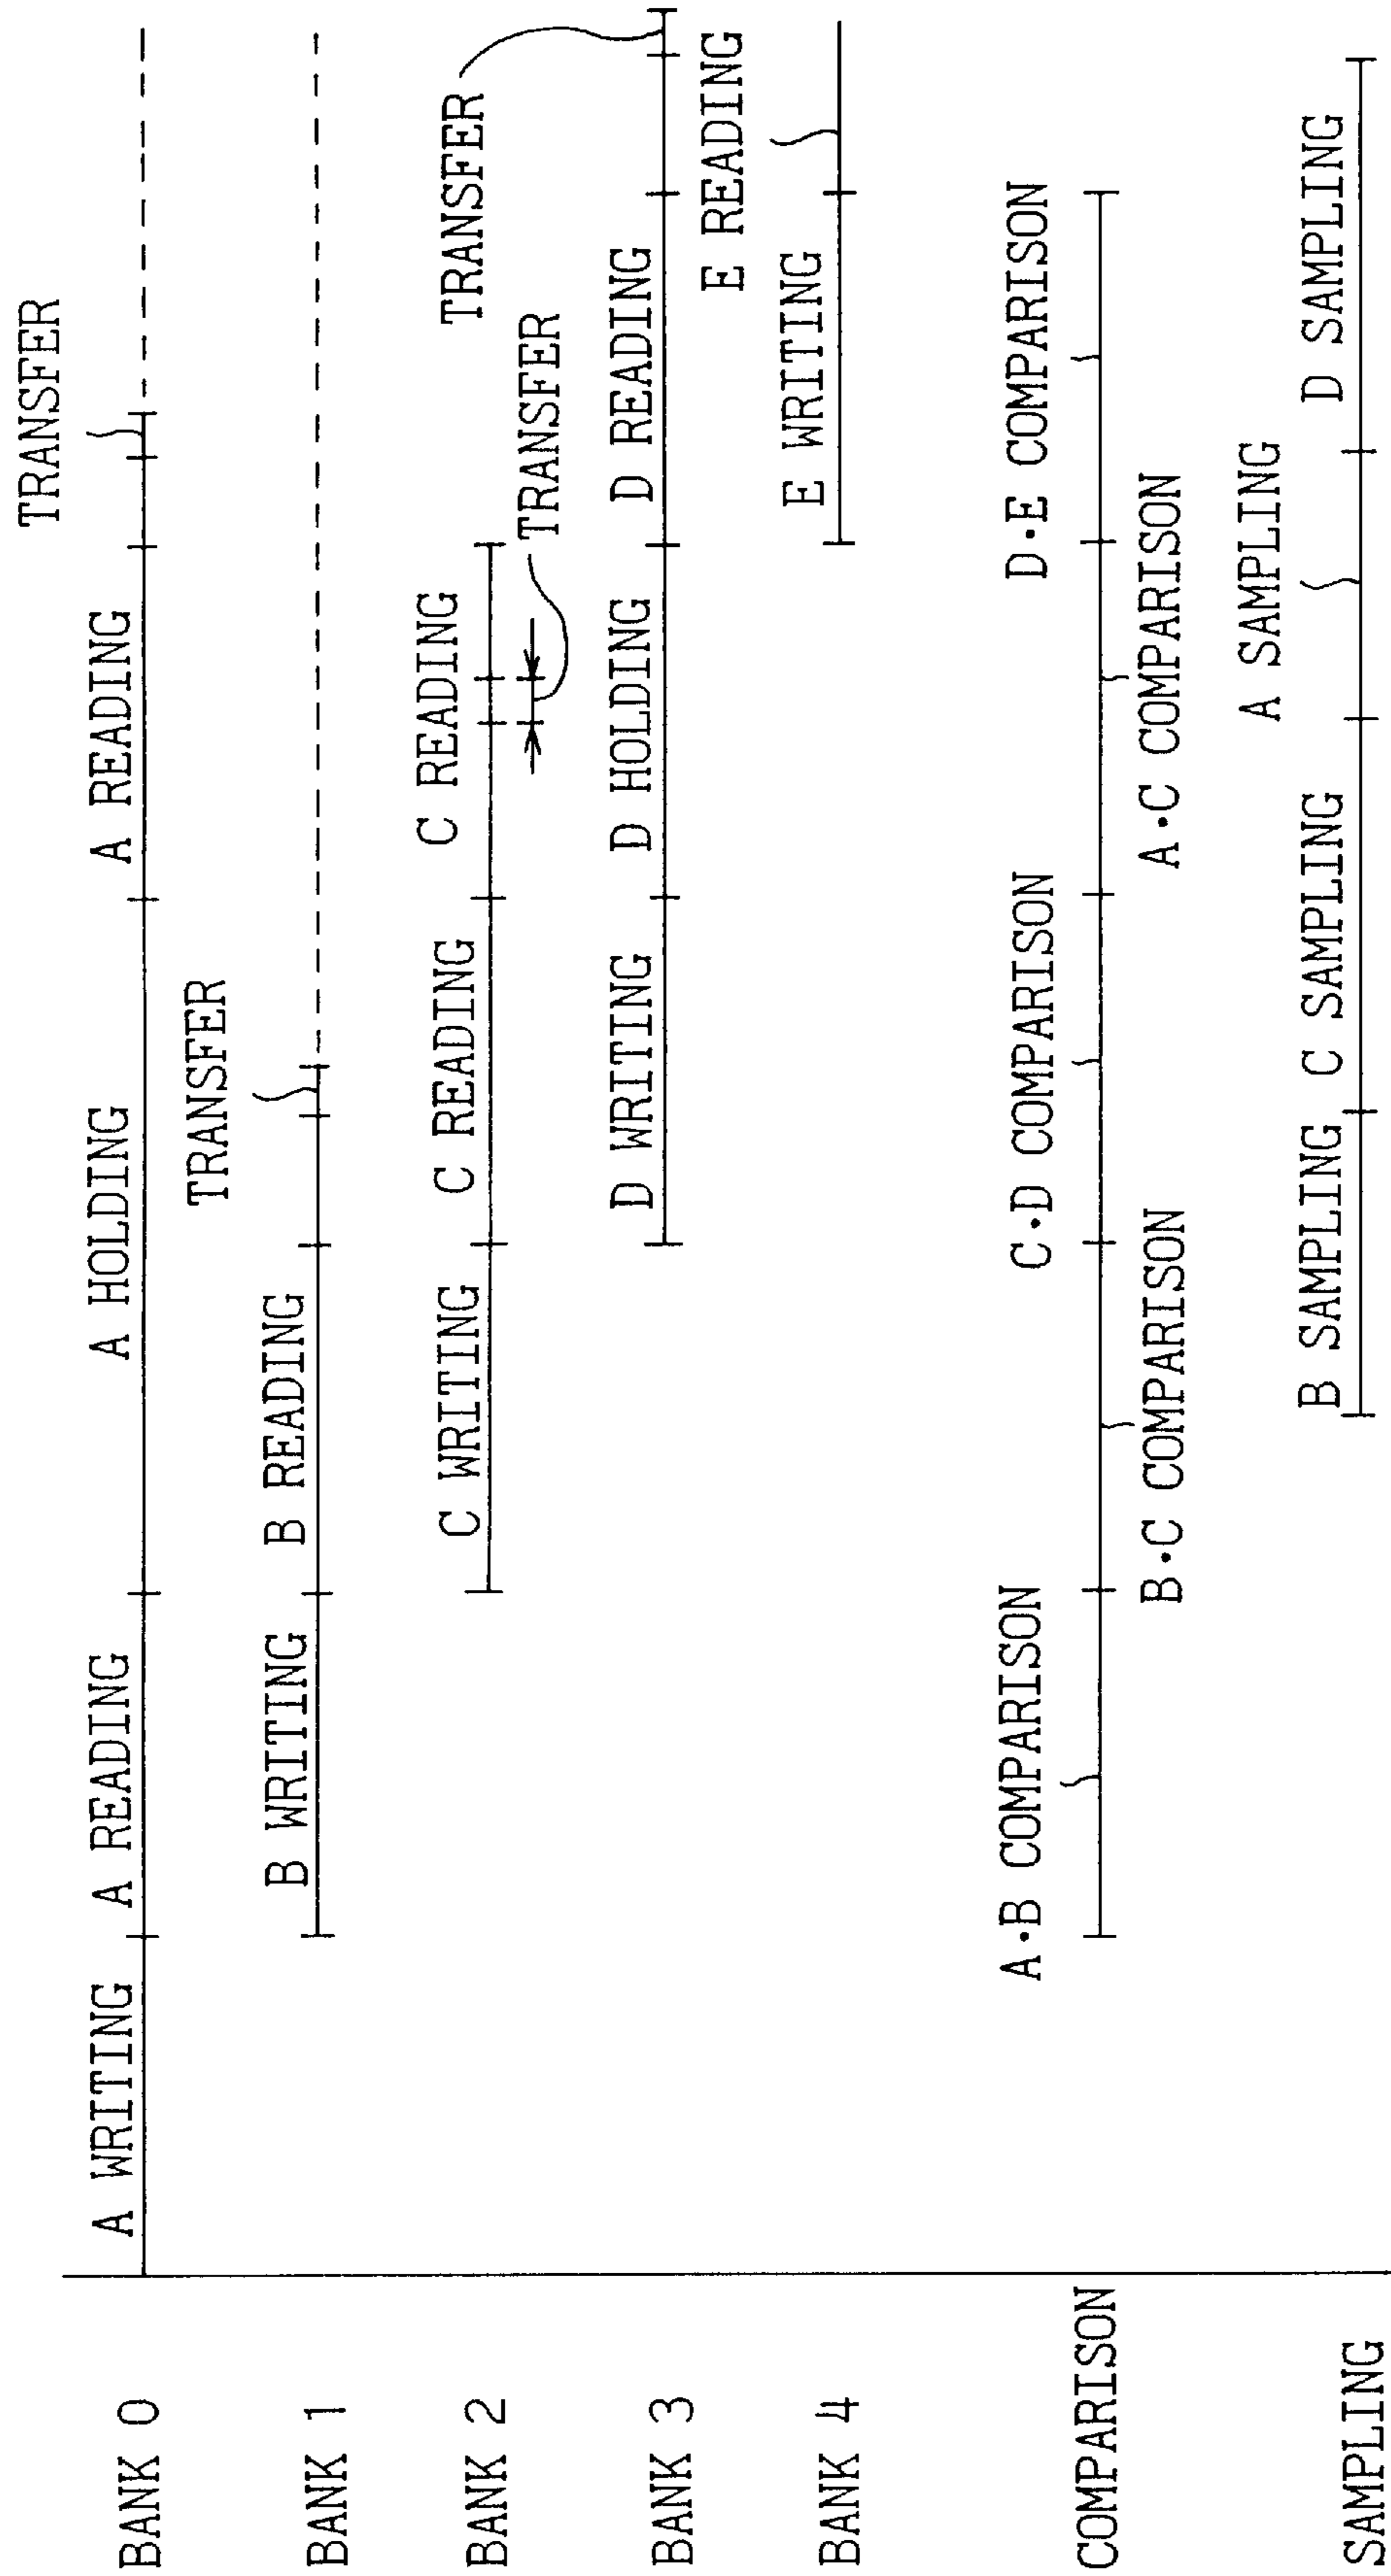 BANK 0
A WRITING
A READING
A HOLDING
A READING
TRANSFER
BANK 1
B WRITING
B READING
TRANSFER
BANK 2
C WRITING
C READING
C READING
TRANSFER
BANK 3
D WRITING
D HOLDING
D READING
TRANSFER
BANK 4
E WRITING
E READING
COMPARISON
A•B COMPARISON
B•C COMPARISON
C•D COMPARISON
A•C COMPARISON
D•E COMPARISON
SAMPLING
B SAMPLING
C SAMPLING
A SAMPLING
D SAMPLING